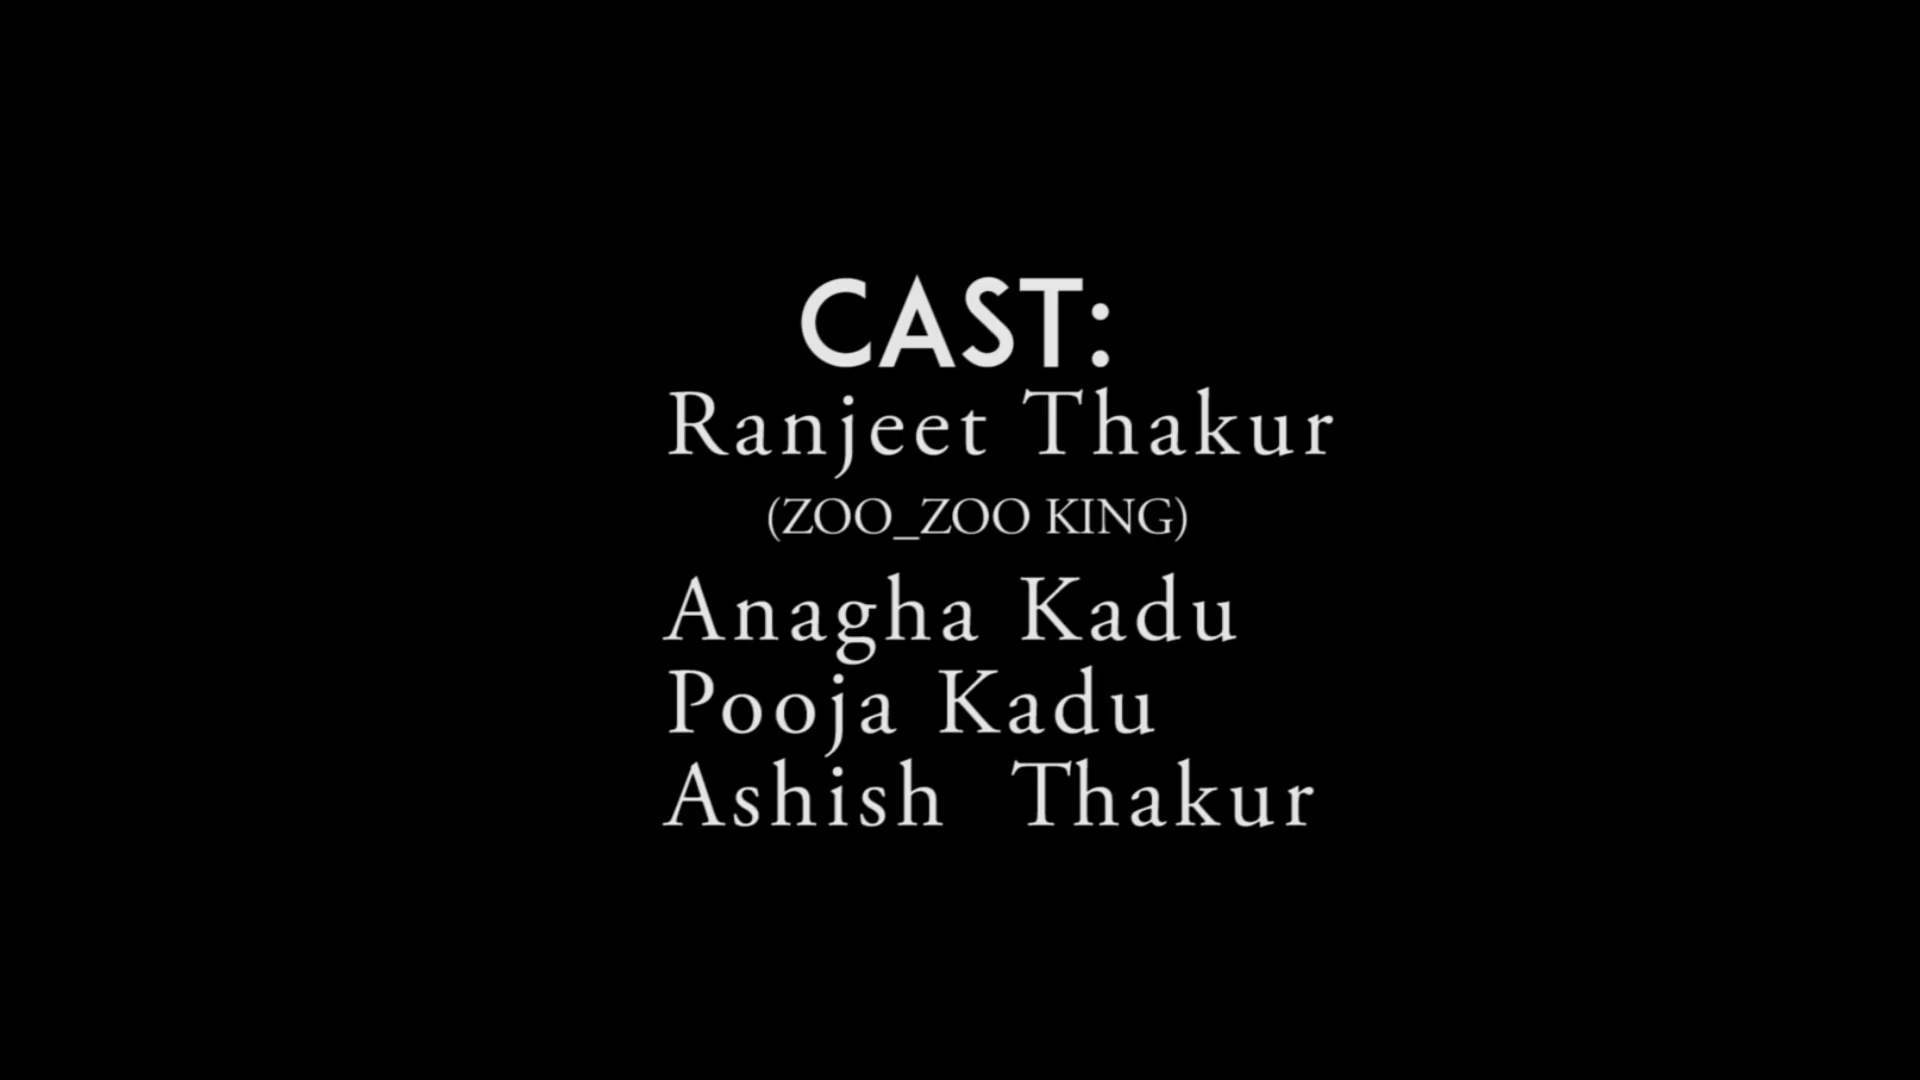 CAST:
Ranjeet Thakur
(ZOO_ZOO KING)
Anagha Kadu
Pooja Kadu
Ashish Thakur